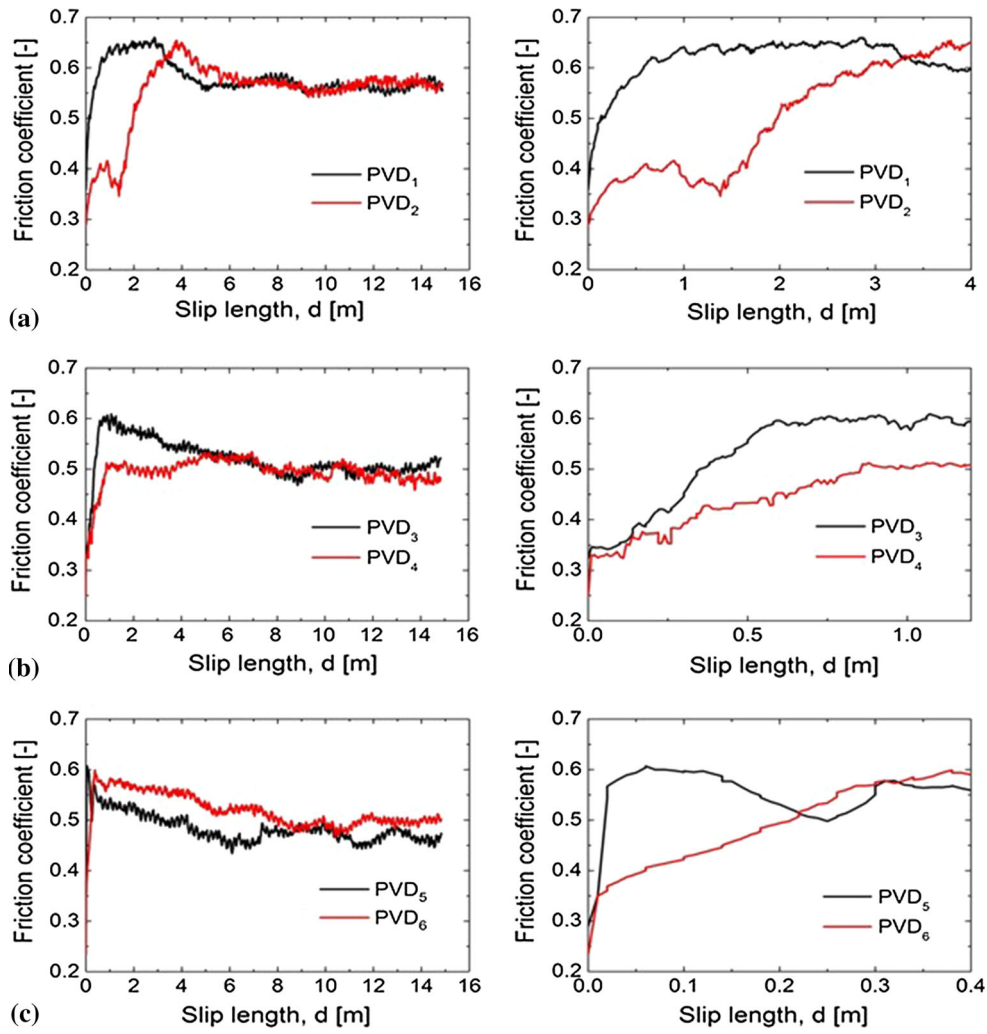 0.7
0.6
0.5
0.4
0.3
0.2
Friction coefficient [-]
PVD₁
PVD₂
0 2 4 6 8 10 12 14 16
Slip length, d [m]
(a)
0.7
0.6
0.5
0.4
0.3
0.2
Friction coefficient [-]
PVD₁
PVD₂
0 1 2 3 4
Slip length, d [m]
0.7
0.6
0.5
0.4
0.3
0.2
Friction coefficient [-]
PVD₃
PVD₄
0 2 4 6 8 10 12 14 16
Slip length, d [m]
(b)
0.7
0.6
0.5
0.4
0.3
0.2
Friction coefficient [-]
PVD₃
PVD₄
0.0 0.5 1.0
Slip length, d [m]
0.7
0.6
0.5
0.4
0.3
0.2
Friction coefficient [-]
PVD₅
PVD₆
0 2 4 6 8 10 12 14 16
Slip length, d [m]
(c)
0.7
0.6
0.5
0.4
0.3
0.2
Friction coefficient [-]
PVD₅
PVD₆
0.0 0.1 0.2 0.3 0.4
Slip length, d [m]